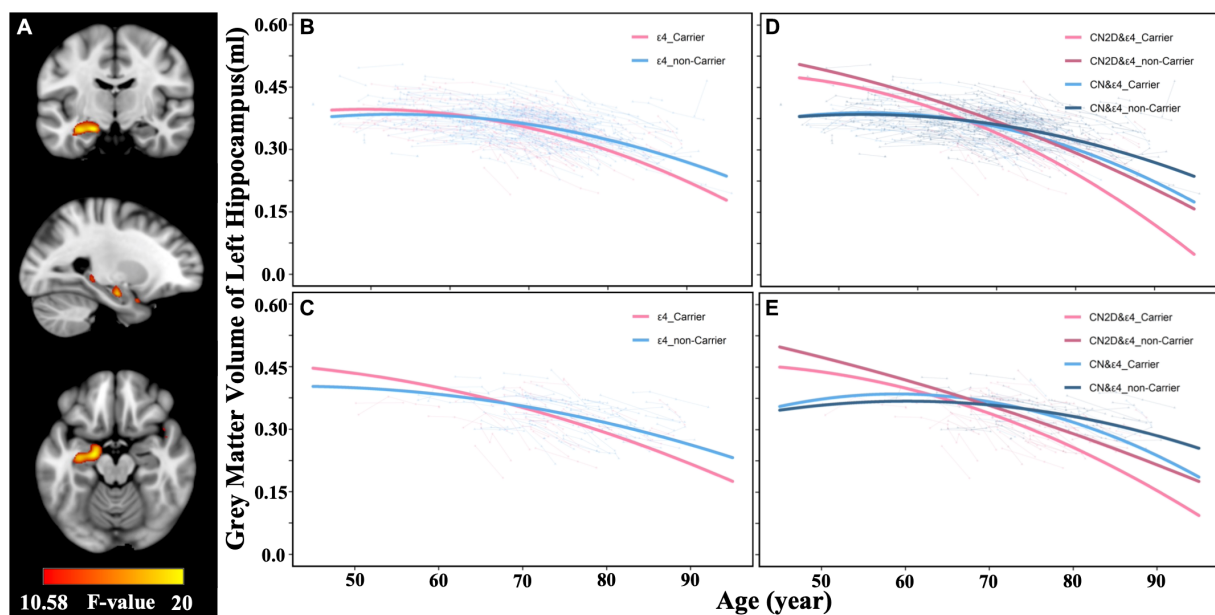 A
10.58 F-value 20
Grey Matter Volume of Left Hippocampus(ml)
B
ε4_Carrier
ε4_non-Carrier
0.60
0.45
0.30
0.15
0.0
D
CN2D&ε4_Carrier
CN2D&ε4_non-Carrier
CN&ε4_Carrier
CN&ε4_non-Carrier
C
ε4_Carrier
ε4_non-Carrier
0.60
0.45
0.30
0.15
0.0
50 60 70 80 90
E
CN2D&ε4_Carrier
CN2D&ε4_non-Carrier
CN&ε4_Carrier
CN&ε4_non-Carrier
50 60 70 80 90
Age (year)